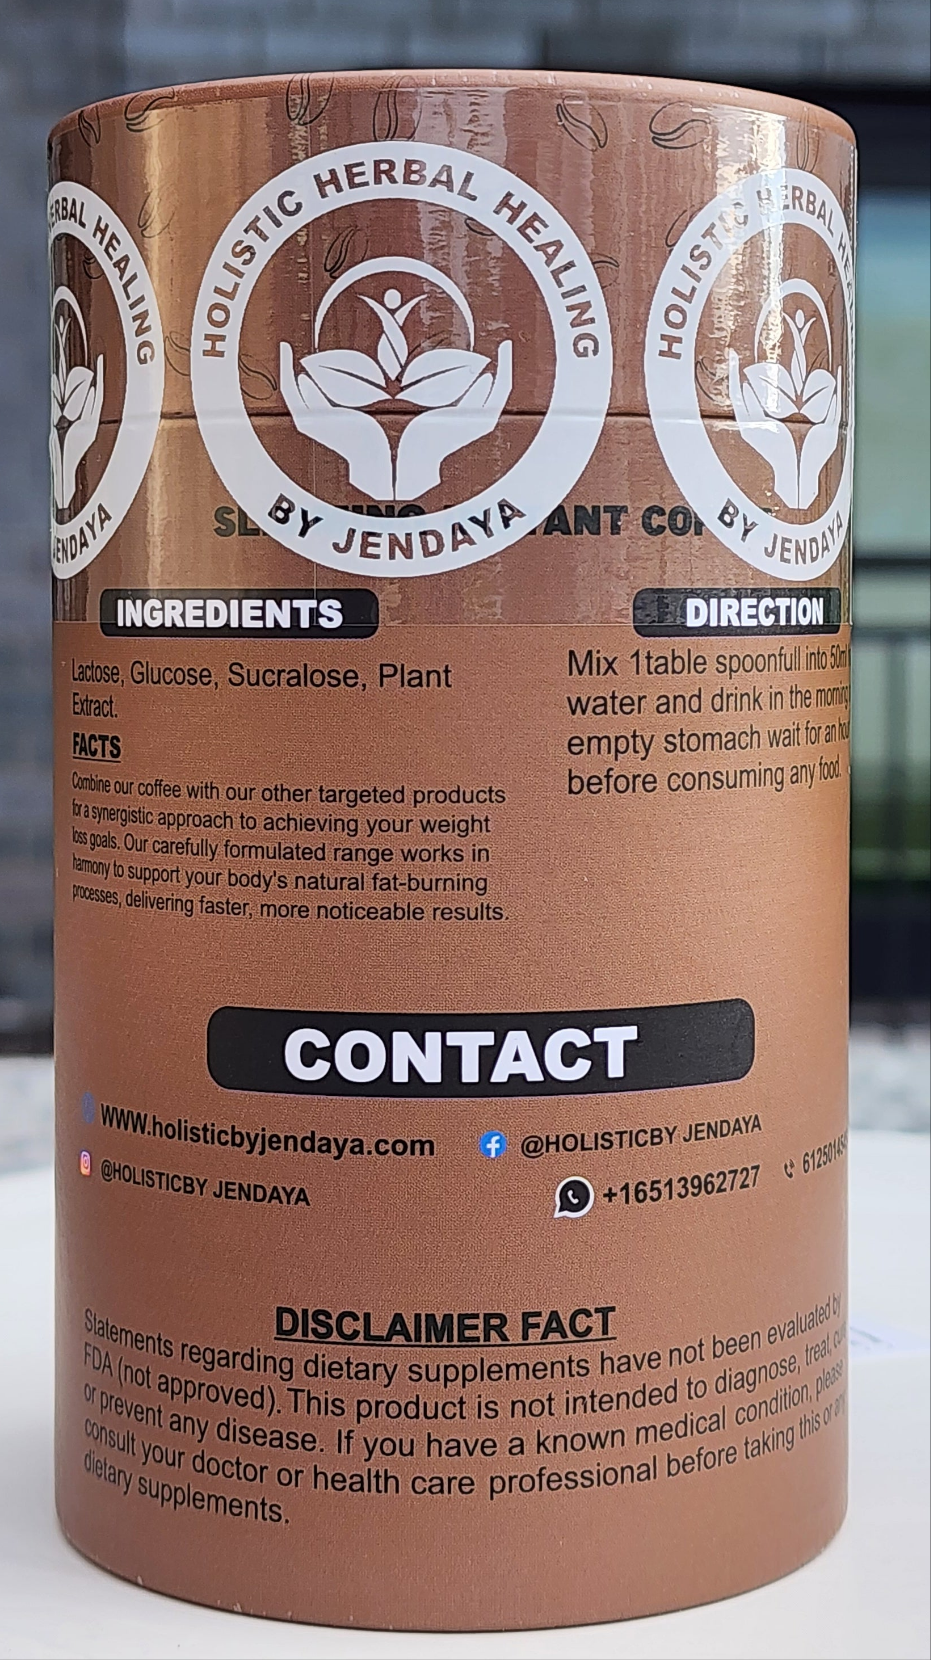 HOLISTIC HERBAL HEALING
BY JENDAYA
ERBAL HEALING
JENDAYA
HOLISTIC HERBAL
BY JENDAYA
ANT
INGREDIENTS
Lactose, Glucose, Sucralose, Plant
Extract.
FACTS
Combine our coffee with our other targeted products
for a synergistic approach to achieving your weight
loss goals. Our carefully formulated range works in
harmony to support your body's natural fat-burning
processes, delivering faster, more noticeable results.
DIRECTION
Mix 1table spoonfull into 50m
water and drink in the morning
empty stomach wait for an hour
before consuming any food.
CONTACT
WWW.holisticbyjendaya.com
@HOLISTICBY JENDAYA
@HOLISTICBY JENDAYA
+16513962727
DISCLAIMER FACT
Statements regarding dietary supplements have not been evaluated by
FDA (not approved). This product is not intended to diagnose, treat,
or prevent any disease. If you have a known medical condition, please
consult your doctor or health care professional before taking this or any
dietary supplements.